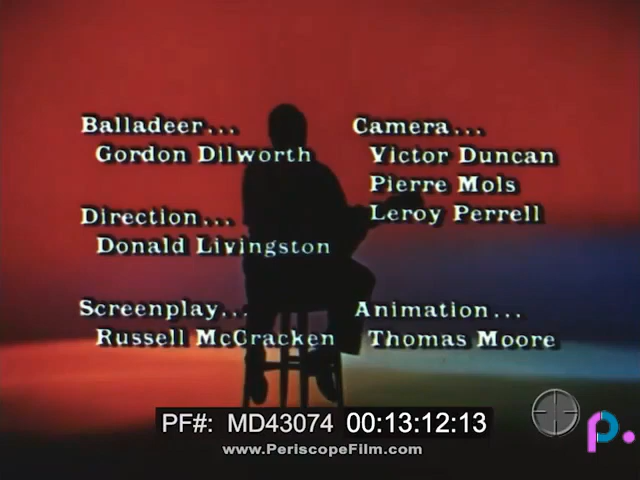 Balladeer...
Gordon Dilworth
Direction...
Donald Livingston
Screenplay...
Russell McCracken
Camera...
Victor Duncan
Pierre Mols
Leroy Perrell
Animation...
Thomas Moore
PF#: MD43074 00:13:12:13
www.PeriscopeFilm.com
p.